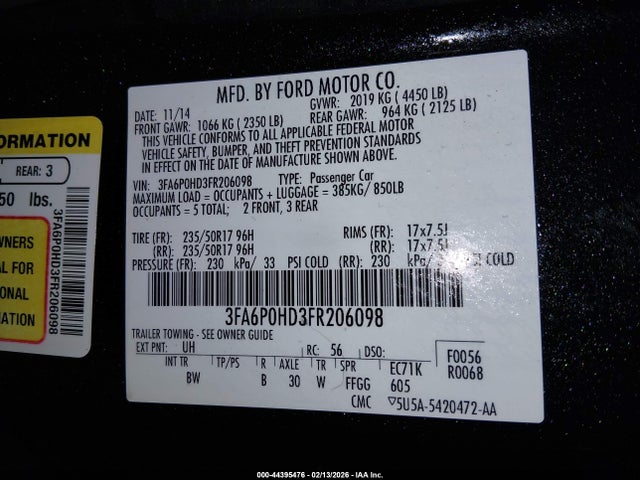 MFD. BY FORD MOTOR CO.
DATE: 11/14
GVWR: 2019 KG ( 4450 LB)
FRONT GAWR: 1066 KG ( 2350 LB)
REAR GAWR: 964 KG ( 2125 LB)
THIS VEHICLE CONFORMS TO ALL APPLICABLE FEDERAL MOTOR
VEHICLE SAFETY, BUMPER, AND THEFT PREVENTION STANDARDS
IN EFFECT ON THE DATE OF MANUFACTURE SHOWN ABOVE.
VIN: 3FA6P0HD3FR206098 TYPE: Passenger Car
MAXIMUM LOAD = OCCUPANTS + LUGGAGE = 385KG/ 850LB
OCCUPANTS = 5 TOTAL; 2 FRONT, 3 REAR
TIRE (FR): 235/50R17 96H RIMS (FR): 17x7.5J
(RR): 235/50R17 96H (RR): 17x7.5J
PRESSURE (FR): 230 kPa/ 33 PSI COLD (RR): 230 kPa/ PSI COLD
3FA6P0HD3FR206098
TRAILER TOWING - SEE OWNER GUIDE
EXT PNT: UH RC: 56 DSO: F0056
INT TR TP/PS R AXLE TR SPR EC71K R0068
BW B 30 W FFGG 605
CMC ▽5U5A-5420472-AA
ORMATION
REAR: 3
50 lbs.
WNERS
AL FOR
IONAL
MATION
3FA6P0HD3FR206098
000-44395476 - 02/13/2026 - IAA Inc.